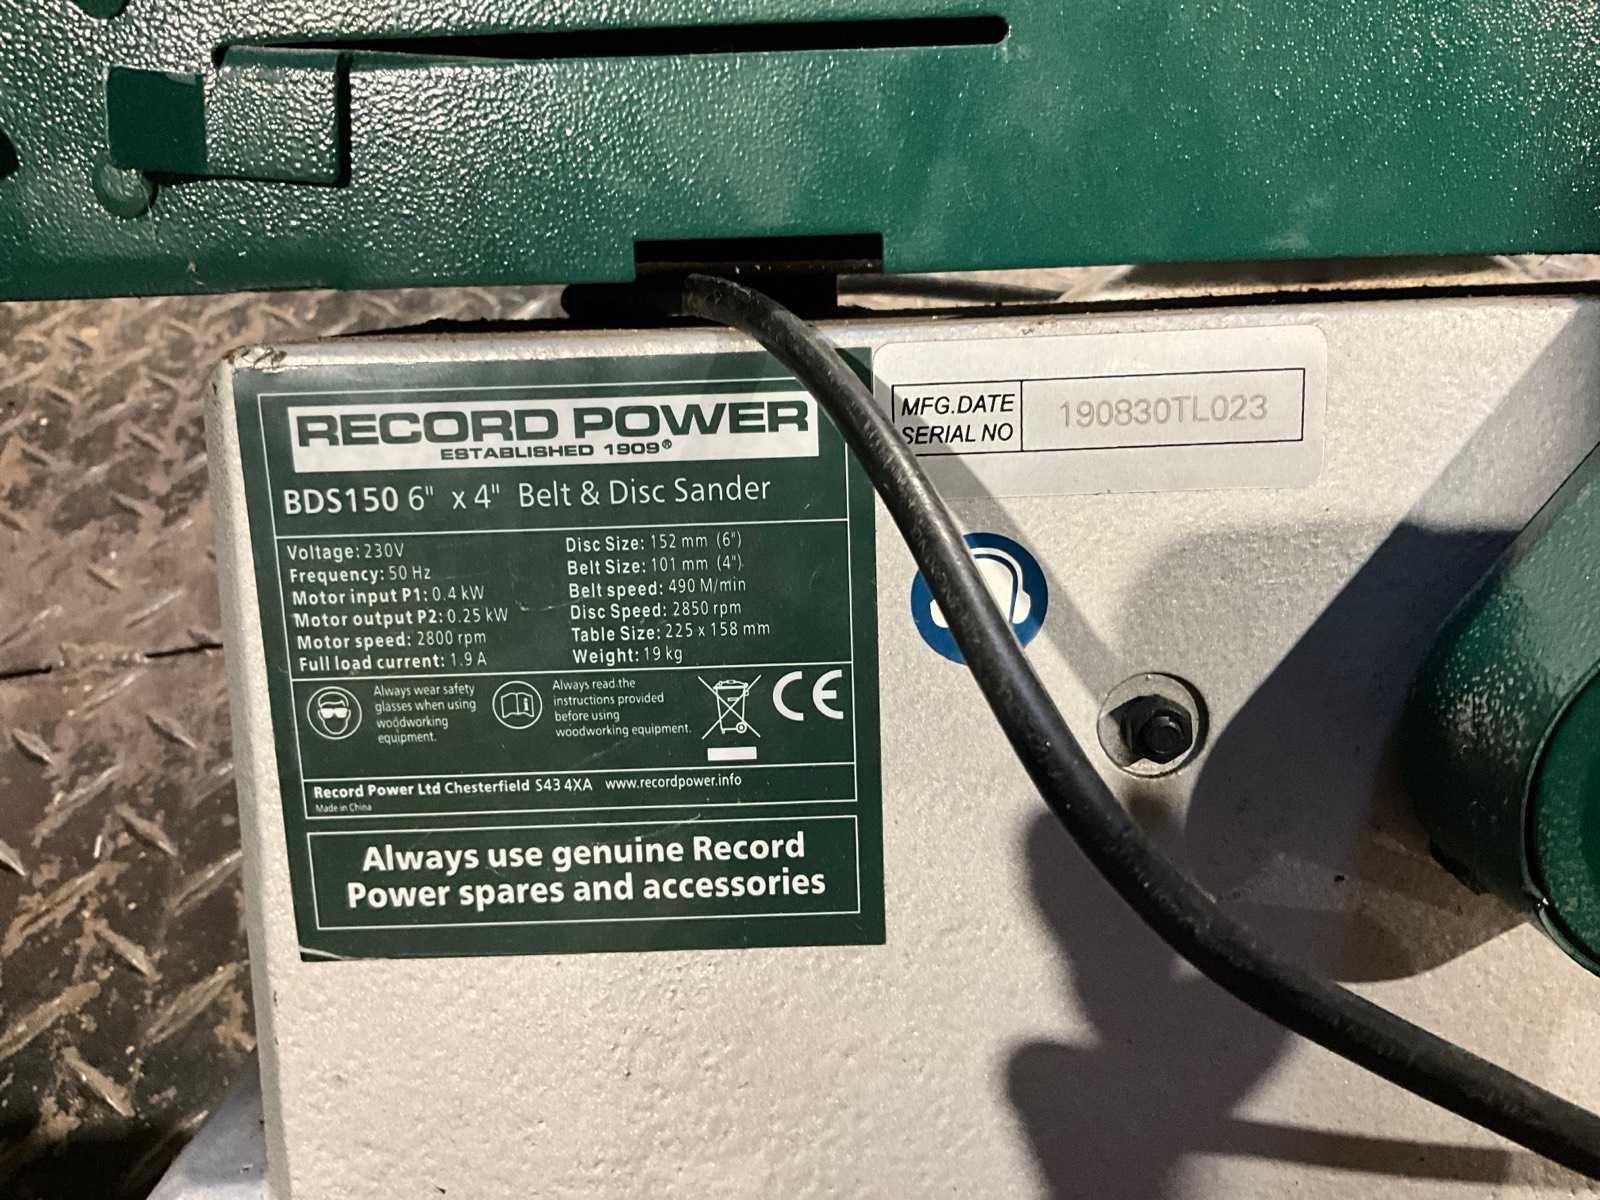 RECORD POWER
ESTABLISHED 1909®
BDS150 6" x 4" Belt & Disc Sander
Voltage: 230V
Frequency: 50 Hz
Motor input P1: 0.4 kW
Motor output P2: 0.25 kW
Motor speed: 2800 rpm
Full load current: 1.9 A
Disc Size: 152 mm (6")
Belt Size: 101 mm (4")
Belt speed: 490 M/min
Disc Speed: 2850 rpm
Table Size: 225 x 158 mm
Weight: 19 kg
Always wear safety
glasses when using
woodworking
equipment.
Always read the
instructions provided
before using
woodworking equipment.
CE
Record Power Ltd Chesterfield S43 4XA www.recordpower.info
Made in China
Always use genuine Record
Power spares and accessories
MFG.DATE
SERIAL NO
190830TL023